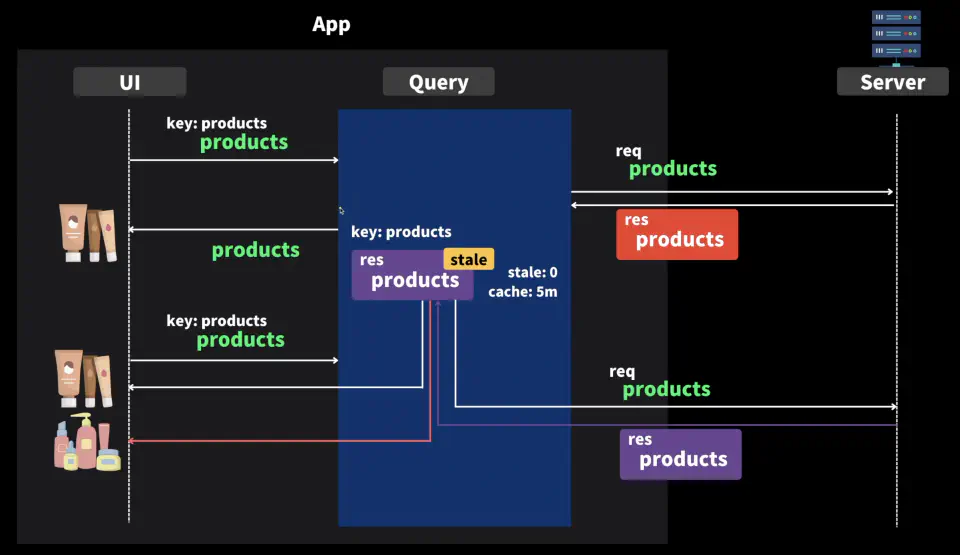 App
UI
Query
Server
key: products
products
req
products
res
products
products
key: products
res
products
stale
stale: 0
cache: 5m
key: products
products
req
products
res
products